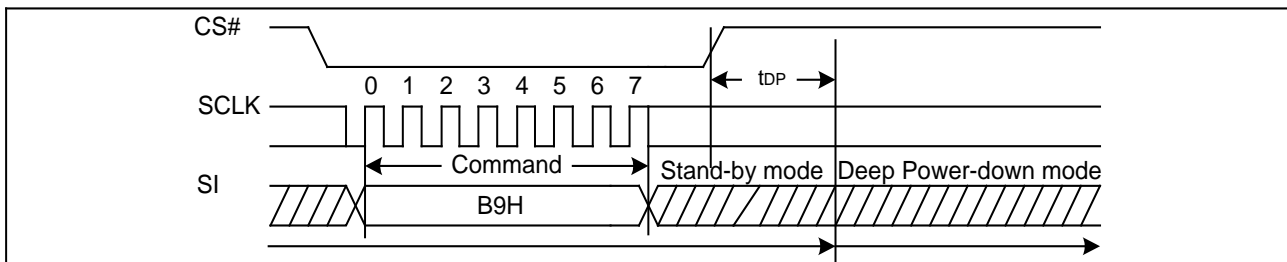 CS#
tDP
0 1 2 3 4 5 6 7
SCLK
Command
Stand-by mode Deep Power-down mode
SI
B9H